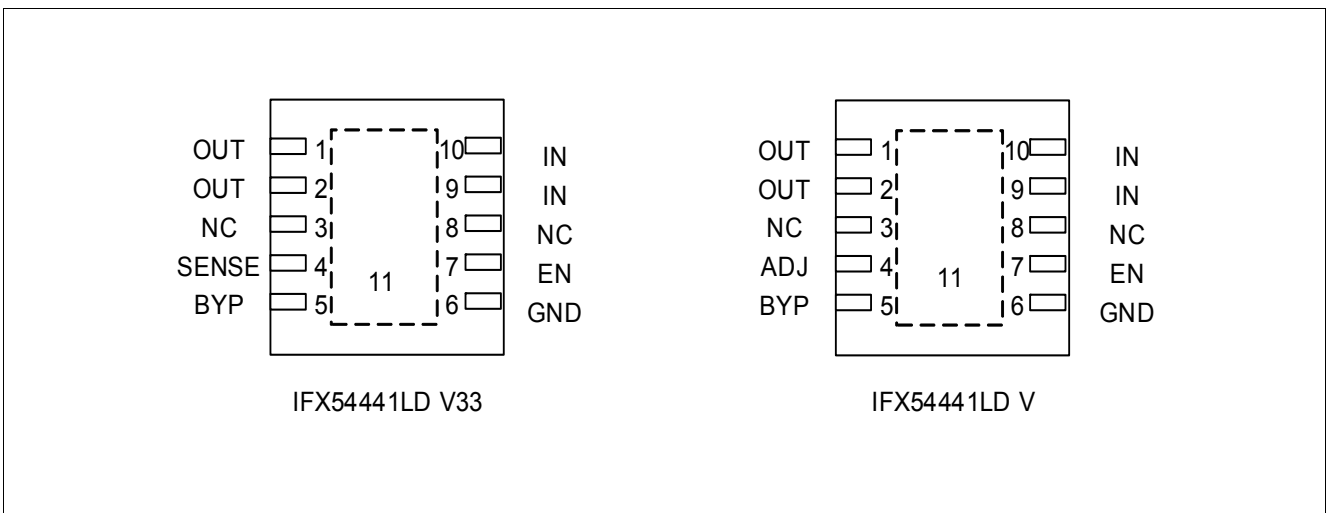 OUT 1 10 IN
OUT 2 9 IN
NC 3 8 NC
SENSE 4 7 EN
BYP 5 6 GND
11
IFX54441LD V33
OUT 1 10 IN
OUT 2 9 IN
NC 3 8 NC
ADJ 4 7 EN
BYP 5 6 GND
11
IFX54441LD V